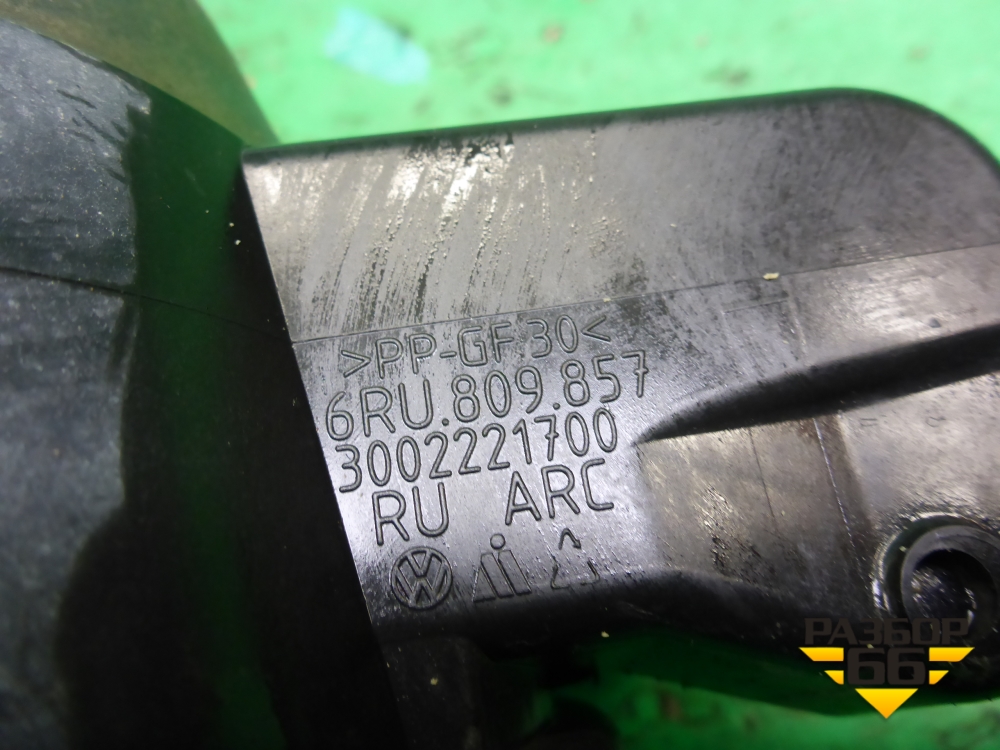 >PP-GF30<
6RU.809.857
3002221700
RU ARC
РАЗБОР
66